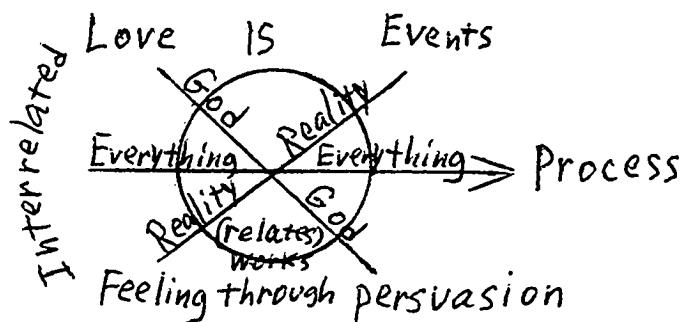 Love IS Events
God Reality
Interrelated
Everything Everything Process
Reality God
(relates)
works
Feeling through persuasion